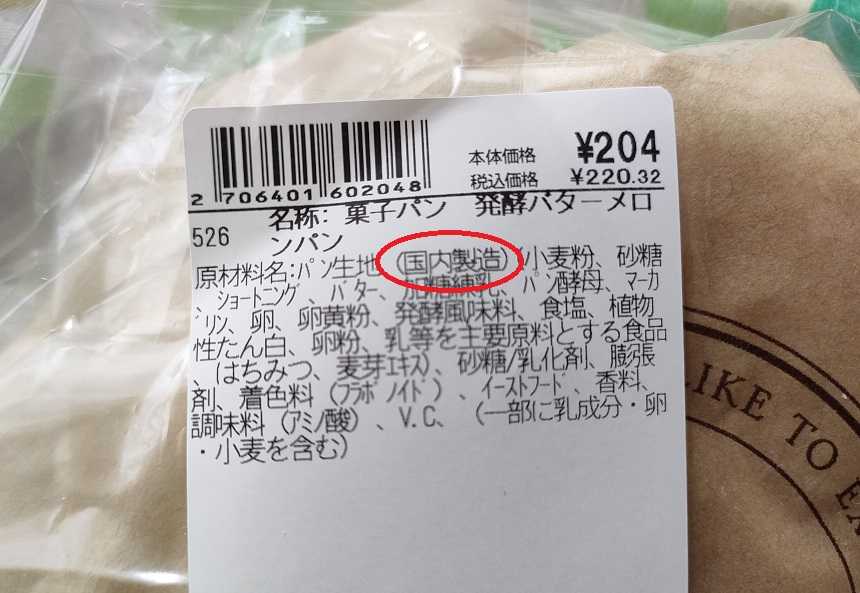 本体価格 ¥204
税込価格 ¥220.32
2 706401 602048
526
名称: 菓子パン 発酵バターメロ
ンパン
原材料名:パン生地(国内製造)(小麦粉、砂糖
、ショートニング、バター、加糖練乳、パン酵母、マーガ
リン、卵、卵黄粉、発酵風味料、食塩、植物
性たん白、卵粉、乳等を主要原料とする食品
、はちみつ、麦芽エキス)、砂糖/乳化剤、膨張
剤、着色料(フラボノイド)、イーストフード、香料、
調味料(アミノ酸)、V.C、(一部に乳成分・卵
・小麦を含む)
LIKE TO